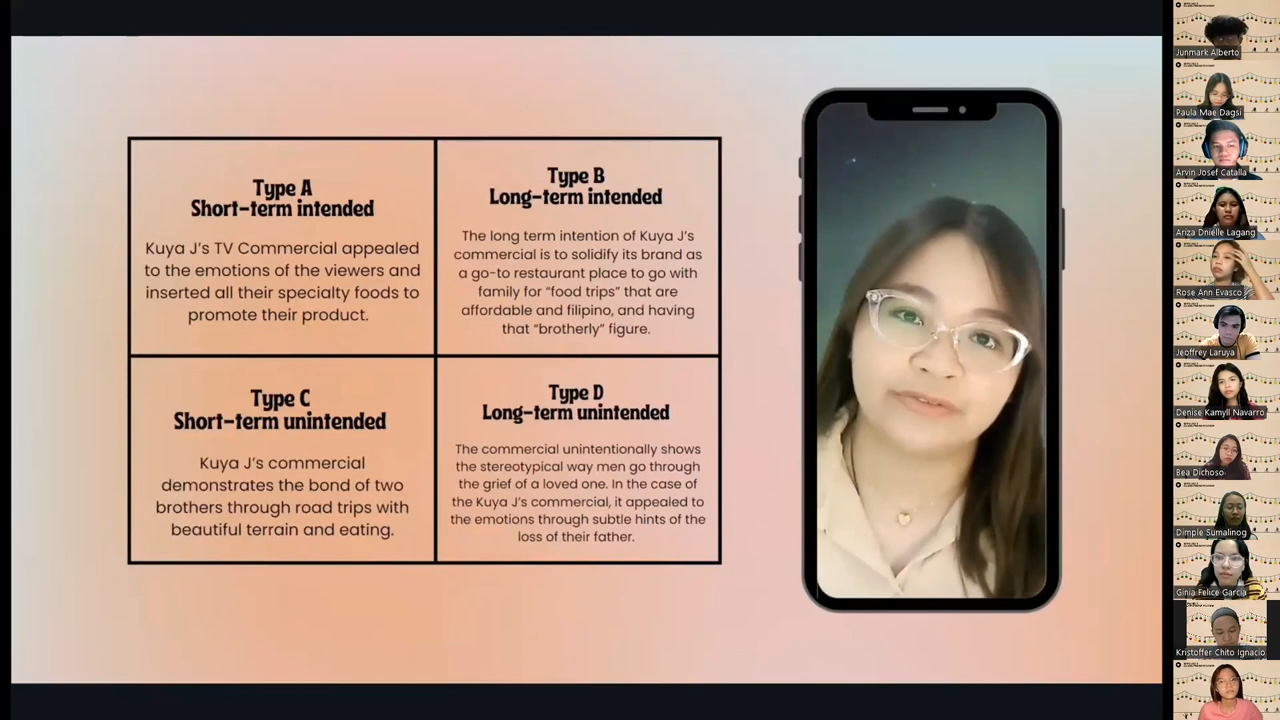 Type A
Short-term intended
Kuya J's TV Commercial appealed
to the emotions of the viewers and
inserted all their specialty foods to
promote their product.
Type B
Long-term intended
The long term intention of Kuya J's
commercial is to solidify its brand as
a go-to restaurant place to go with
family for "food trips" that are
affordable and filipino, and having
that "brotherly" figure.
Type C
Short-term unintended
Kuya J's commercial
demonstrates the bond of two
brothers through road trips with
beautiful terrain and eating.
Type D
Long-term unintended
The commercial unintentionally shows
the stereotypical way men go through
the grief of a loved one. In the case of
the Kuya J's commercial, it appealed to
the emotions through subtle hints of the
loss of their father.
Junmark Alberto
Paula Mae Dagsi
Arvin Josef Catalla
Ariza Dnielle Lagang
Rose Ann Evasco
Jeoffrey Laruya
Denise Kamyll Navarro
Bea Dichoso
Dimple Sumalinog
Ginia Felice Garcia
Kristoffer Chito Ignacio